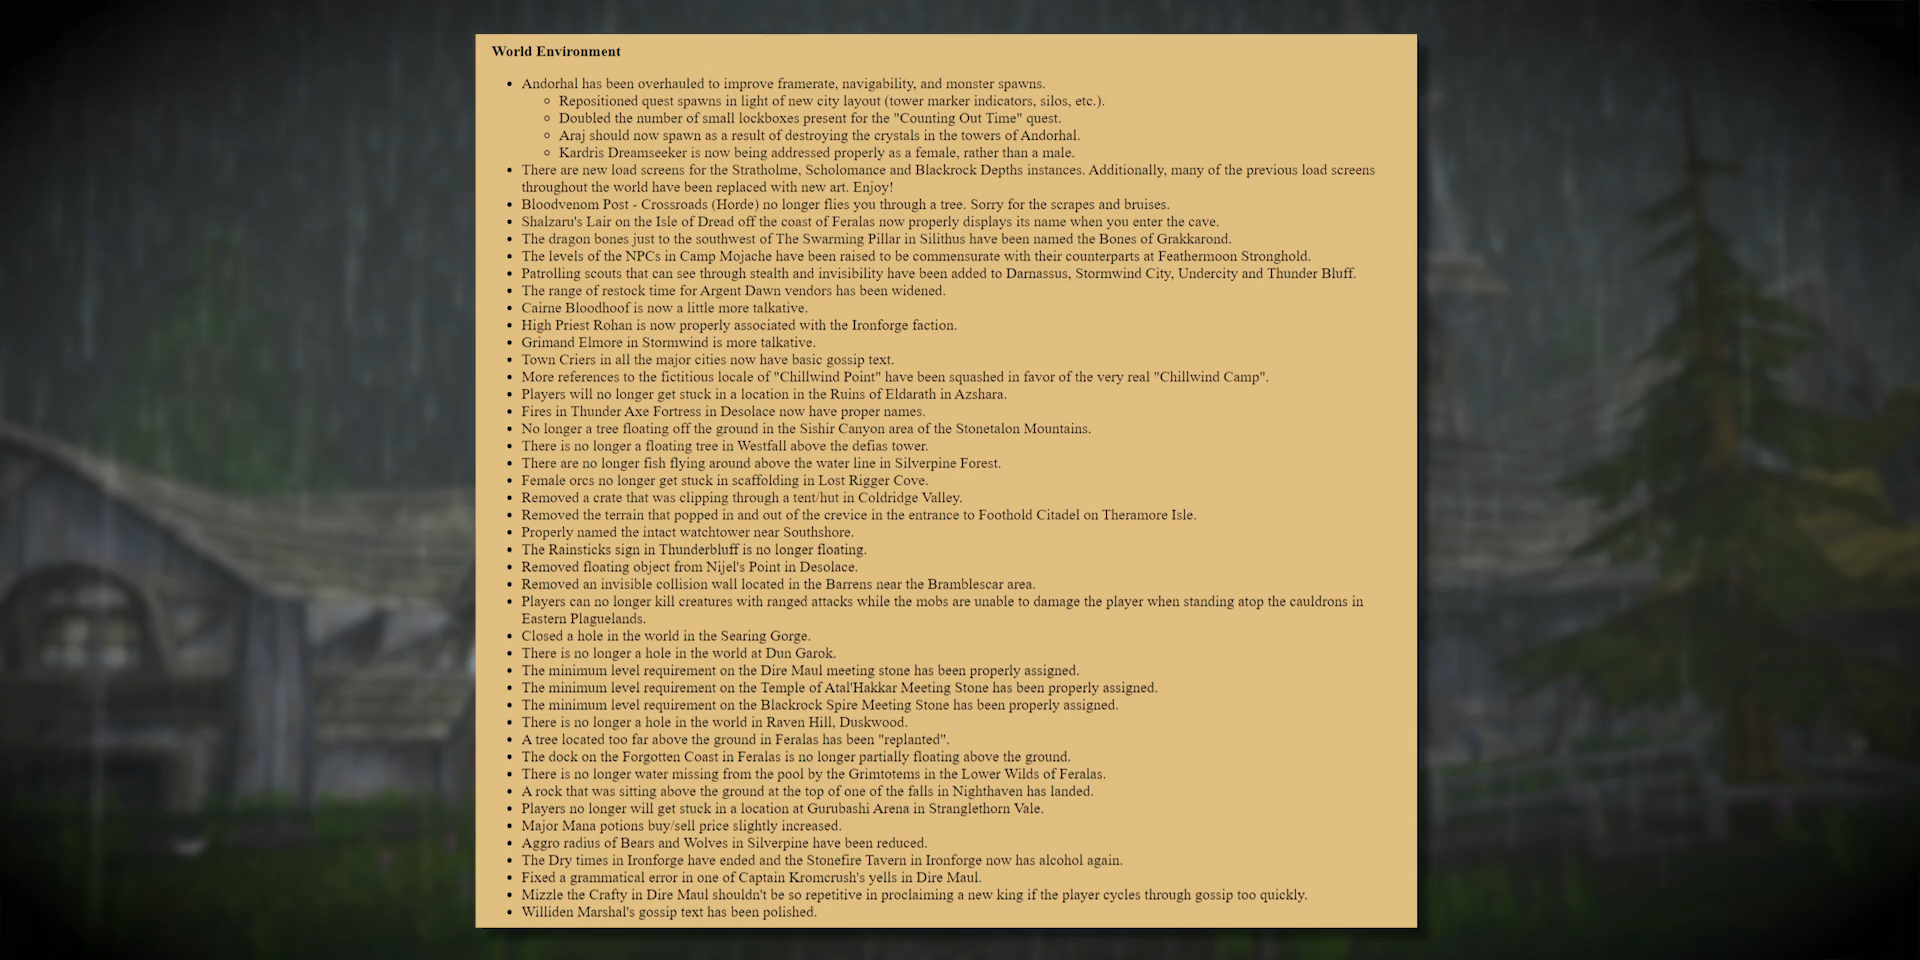 World Environment
• Andorhal has been overhauled to improve framerate, navigability, and monster spawns.
◦ Repositioned quest spawns in light of new city layout (tower marker indicators, silos, etc.).
◦ Doubled the number of small lockboxes present for the "Counting Out Time" quest.
◦ Araj should now spawn as a result of destroying the crystals in the towers of Andorhal.
◦ Kardris Dreamseeker is now being addressed properly as a female, rather than a male.
• There are new load screens for the Stratholme, Scholomance and Blackrock Depths instances. Additionally, many of the previous load screens
throughout the world have been replaced with new art. Enjoy!
• Bloodvenom Post - Crossroads (Horde) no longer flies you through a tree. Sorry for the scrapes and bruises.
• Shalzaru's Lair on the Isle of Dread off the coast of Feralas now properly displays its name when you enter the cave.
• The dragon bones just to the southwest of The Swarming Pillar in Silithus have been named the Bones of Grakkarond.
• The levels of the NPCs in Camp Mojache have been raised to be commensurate with their counterparts at Feathermoon Stronghold.
• Patrolling scouts that can see through stealth and invisibility have been added to Darnassus, Stormwind City, Undercity and Thunder Bluff.
• The range of restock time for Argent Dawn vendors has been widened.
• Cairne Bloodhoof is now a little more talkative.
• High Priest Rohan is now properly associated with the Ironforge faction.
• Grimand Elmore in Stormwind is more talkative.
• Town Criers in all the major cities now have basic gossip text.
• More references to the fictitious locale of "Chillwind Point" have been squashed in favor of the very real "Chillwind Camp".
• Players will no longer get stuck in a location in the Ruins of Eldarath in Azshara.
• Fires in Thunder Axe Fortress in Desolace now have proper names.
• No longer a tree floating off the ground in the Sishir Canyon area of the Stonetalon Mountains.
• There is no longer a floating tree in Westfall above the defias tower.
• There are no longer fish flying around above the water line in Silverpine Forest.
• Female orcs no longer get stuck in scaffolding in Lost Rigger Cove.
• Removed a crate that was clipping through a tent/hut in Coldridge Valley.
• Removed the terrain that popped in and out of the crevice in the entrance to Foothold Citadel on Theramore Isle.
• Properly named the intact watchtower near Southshore.
• The Rainsticks sign in Thunderbluff is no longer floating.
• Removed floating object from Nijel's Point in Desolace.
• Removed an invisible collision wall located in the Barrens near the Bramblescar area.
• Players can no longer kill creatures with ranged attacks while the mobs are unable to damage the player when standing atop the cauldrons in
Eastern Plaguelands.
• Closed a hole in the world in the Searing Gorge.
• There is no longer a hole in the world at Dun Garok.
• The minimum level requirement on the Dire Maul meeting stone has been properly assigned.
• The minimum level requirement on the Temple of Atal'Hakkar Meeting Stone has been properly assigned.
• The minimum level requirement on the Blackrock Spire Meeting Stone has been properly assigned.
• There is no longer a hole in the world in Raven Hill, Duskwood.
• A tree located too far above the ground in Feralas has been "replanted".
• The dock on the Forgotten Coast in Feralas is no longer partially floating above the ground.
• There is no longer water missing from the pool by the Grimtotems in the Lower Wilds of Feralas.
• A rock that was sitting above the ground at the top of one of the falls in Nighthaven has landed.
• Players no longer will get stuck in a location at Gurubashi Arena in Stranglethorn Vale.
• Major Mana potions buy/sell price slightly increased.
• Aggro radius of Bears and Wolves in Silverpine have been reduced.
• The Dry times in Ironforge have ended and the Stonefire Tavern in Ironforge now has alcohol again.
• Fixed a grammatical error in one of Captain Kromcrush's yells in Dire Maul.
• Mizzle the Crafty in Dire Maul shouldn't be so repetitive in proclaiming a new king if the player cycles through gossip too quickly.
• Williden Marshal's gossip text has been polished.